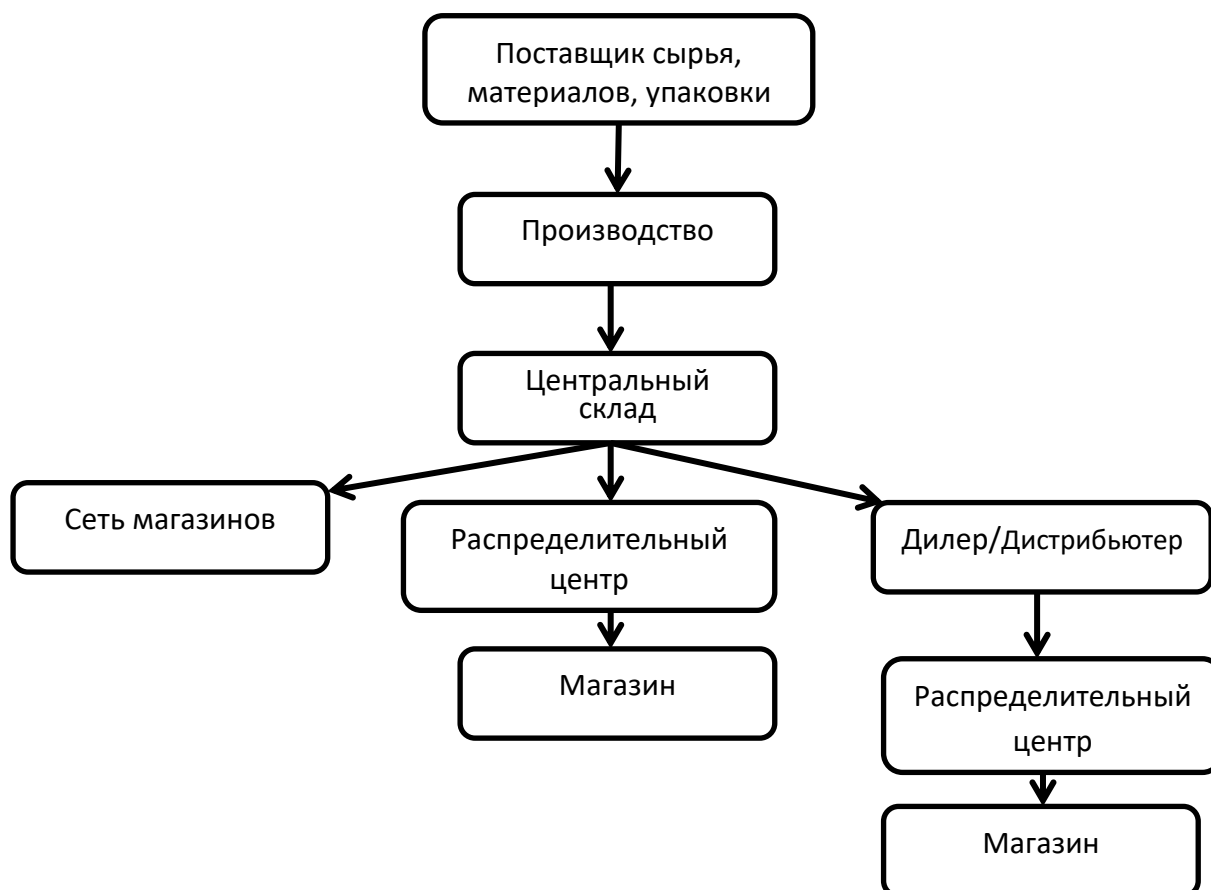 Поставщик сырья,
материалов, упаковки
Производство
Центральный
склад
Сеть магазинов
Распределительный
центр
Дилер/Дистрибьютер
Магазин
Распределительный
центр
Магазин